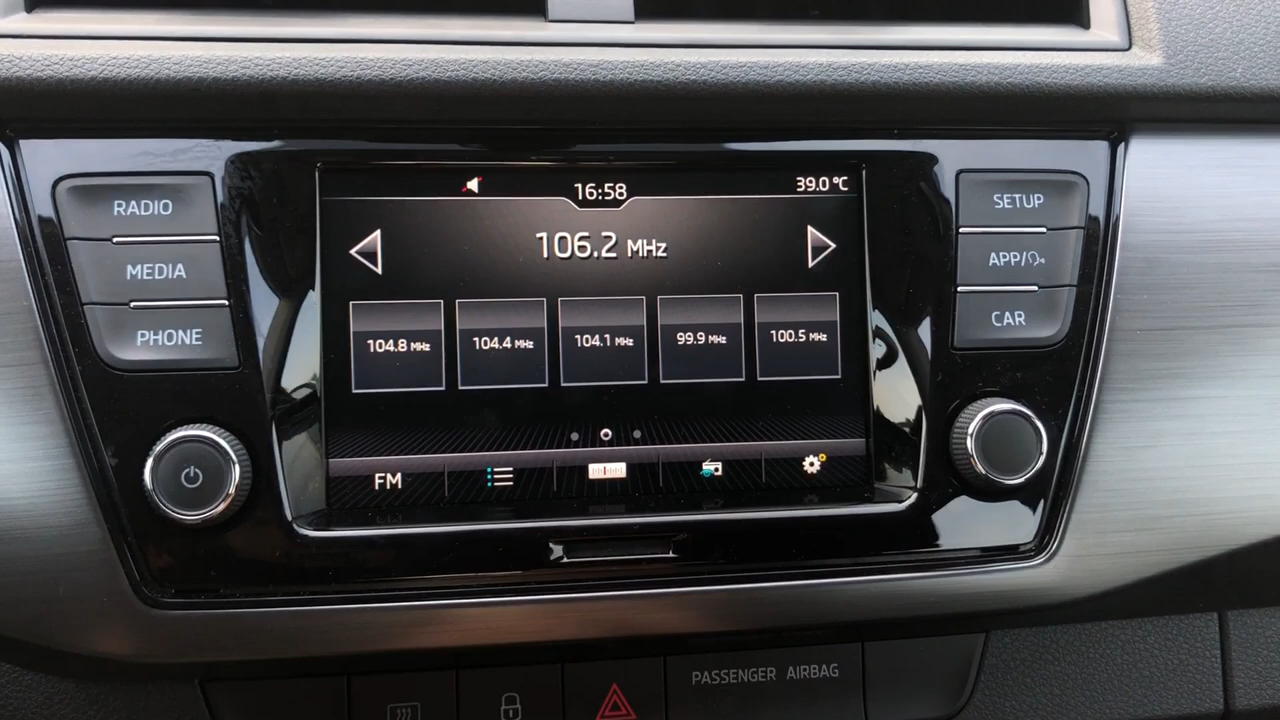 RADIO
MEDIA
PHONE
16:58
39.0 °C
106.2 MHz
104.8 MHz
104.4 MHz
104.1 MHz
99.9 MHz
100.5 MHz
FM
SETUP
APP/
CAR
PASSENGER AIRBAG